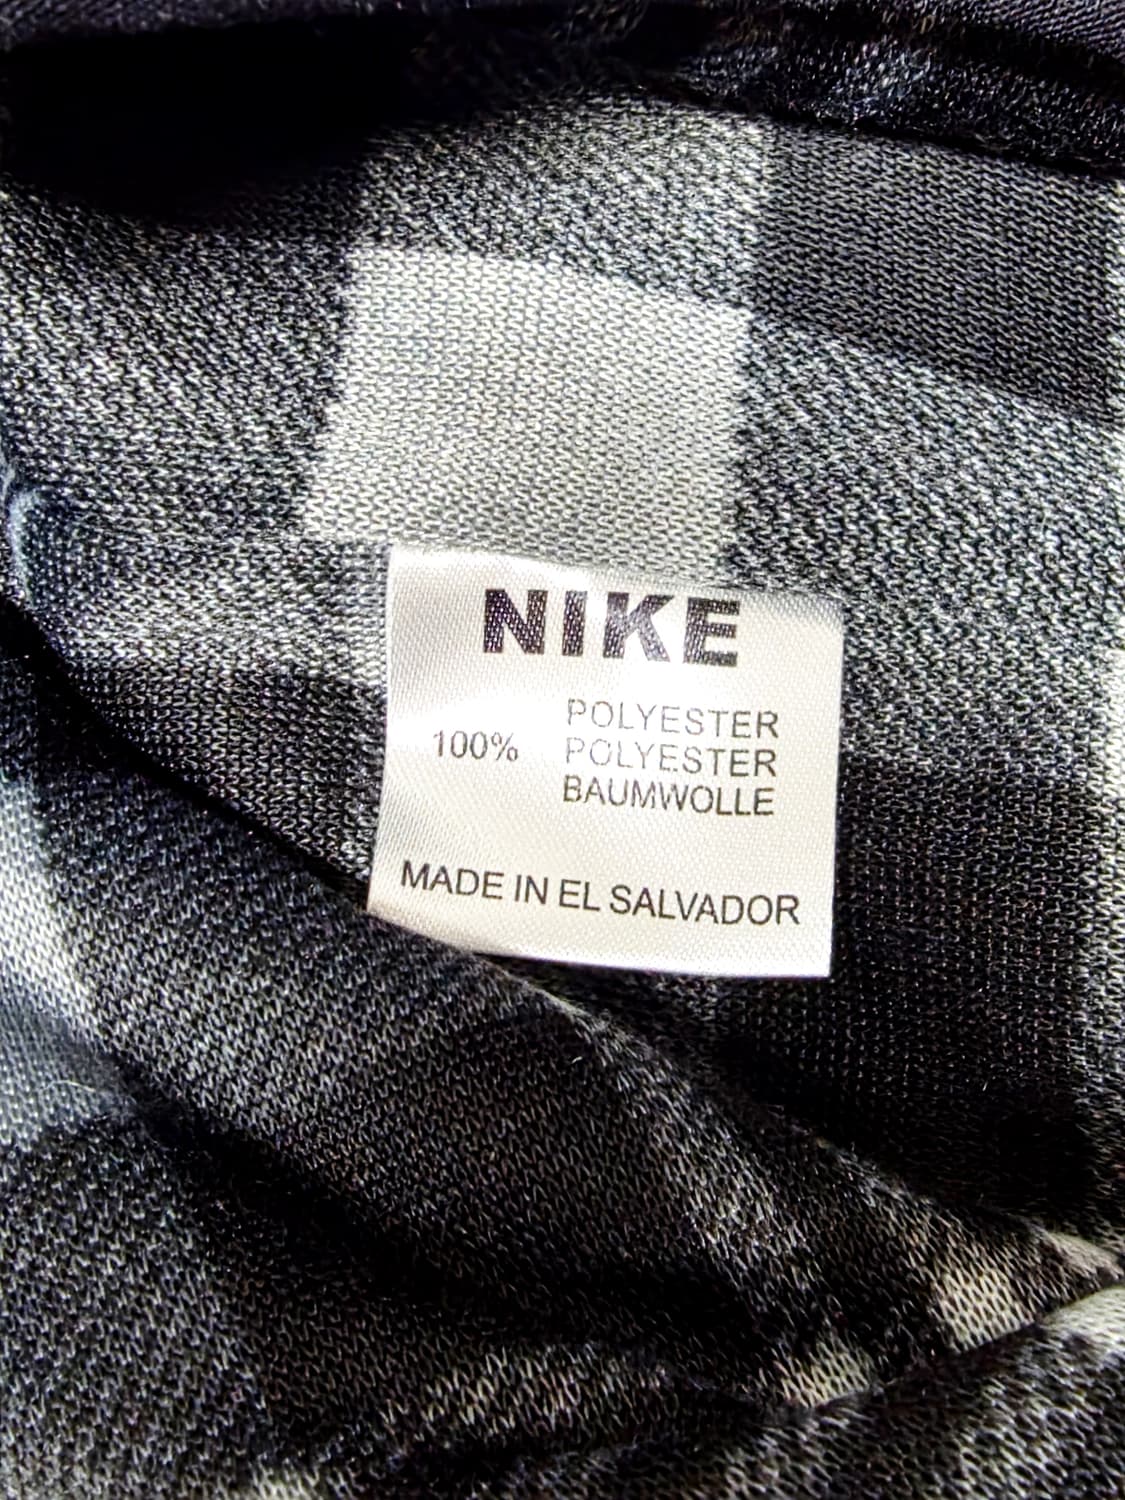 NIKE
POLYESTER
100% POLYESTER
BAUMWOLLE
MADE IN EL SALVADOR